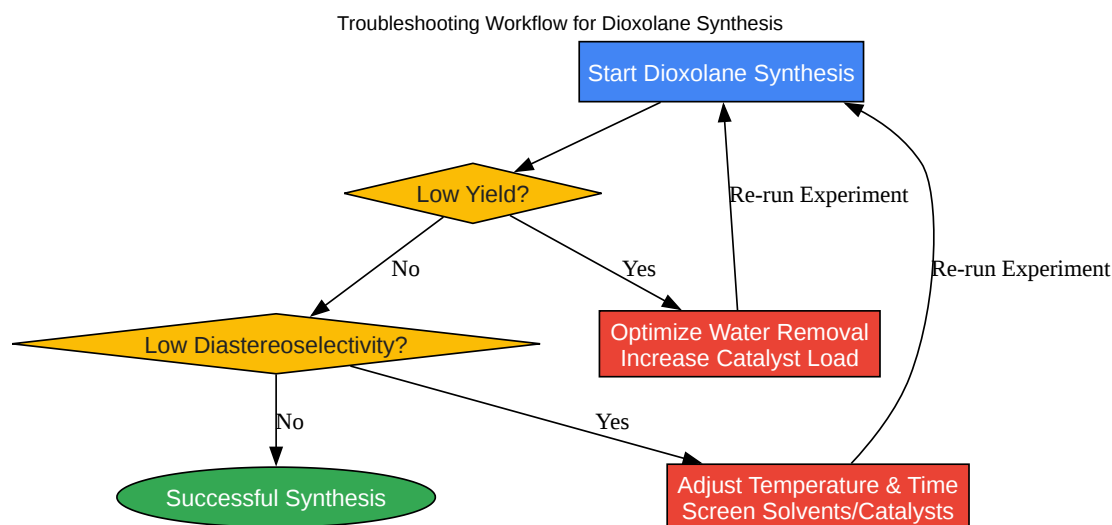 Troubleshooting Workflow for Dioxolane Synthesis
Start Dioxolane Synthesis
Low Yield?
Re-run Experiment
No
Yes
Re-run Experiment
Optimize Water Removal
Increase Catalyst Load
Low Diastereoselectivity?
No
Yes
Successful Synthesis
Adjust Temperature & Time
Screen Solvents/Catalysts